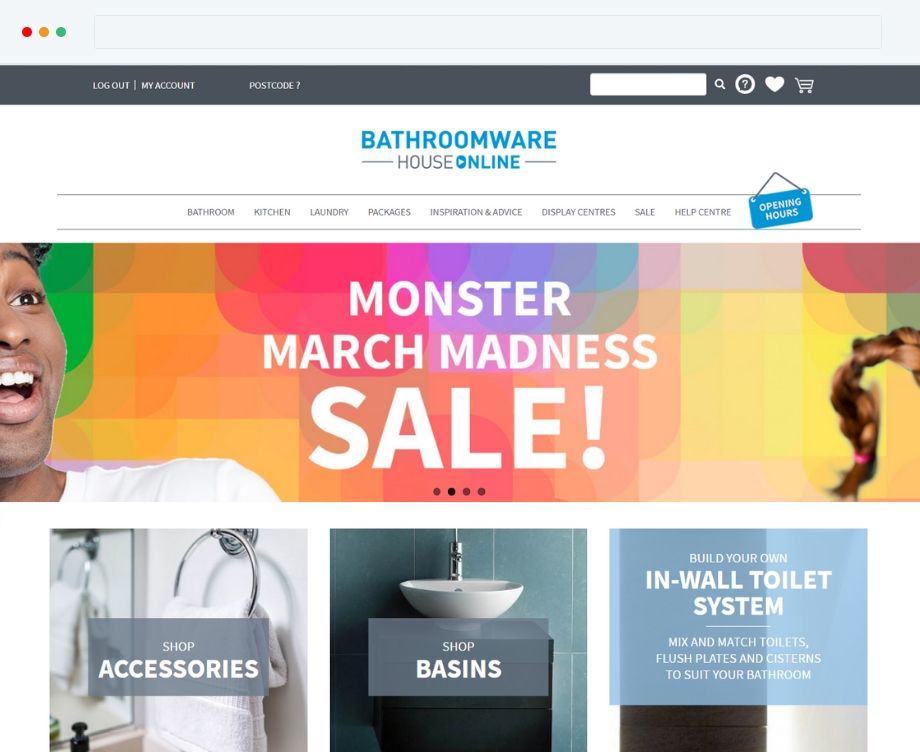 LOG OUT | MY ACCOUNT POSTCODE ?
?
BATHROOMWARE
HOUSE ONLINE
BATHROOM KITCHEN LAUNDRY PACKAGES INSPIRATION & ADVICE DISPLAY CENTRES SALE HELP CENTRE
OPENING
HOURS
MONSTER
MARCH MADNESS
SALE!
SHOP
ACCESSORIES
SHOP
BASINS
BUILD YOUR OWN
IN-WALL TOILET
SYSTEM
MIX AND MATCH TOILETS,
FLUSH PLATES AND CISTERNS
TO SUIT YOUR BATHROOM